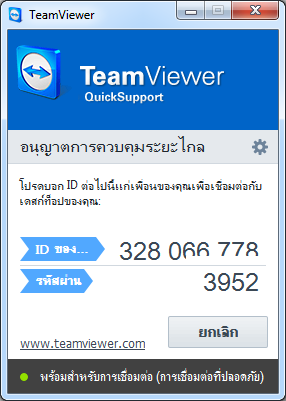 TeamViewer
TeamViewer
QuickSupport
อนุญาตการควบคุมระยะไกล
โปรดบอก ID ต่อไปนี้แก่เพื่อนของคุณเพื่อเชื่อมต่อกับ
เดสก์ท็อปของคุณ:
ID ของ... 328 066 778
รหัสผ่าน 3952
www.teamviewer.com
ยกเลิก
พร้อมสำหรับการเชื่อมต่อ (การเชื่อมต่อที่ปลอดภัย)